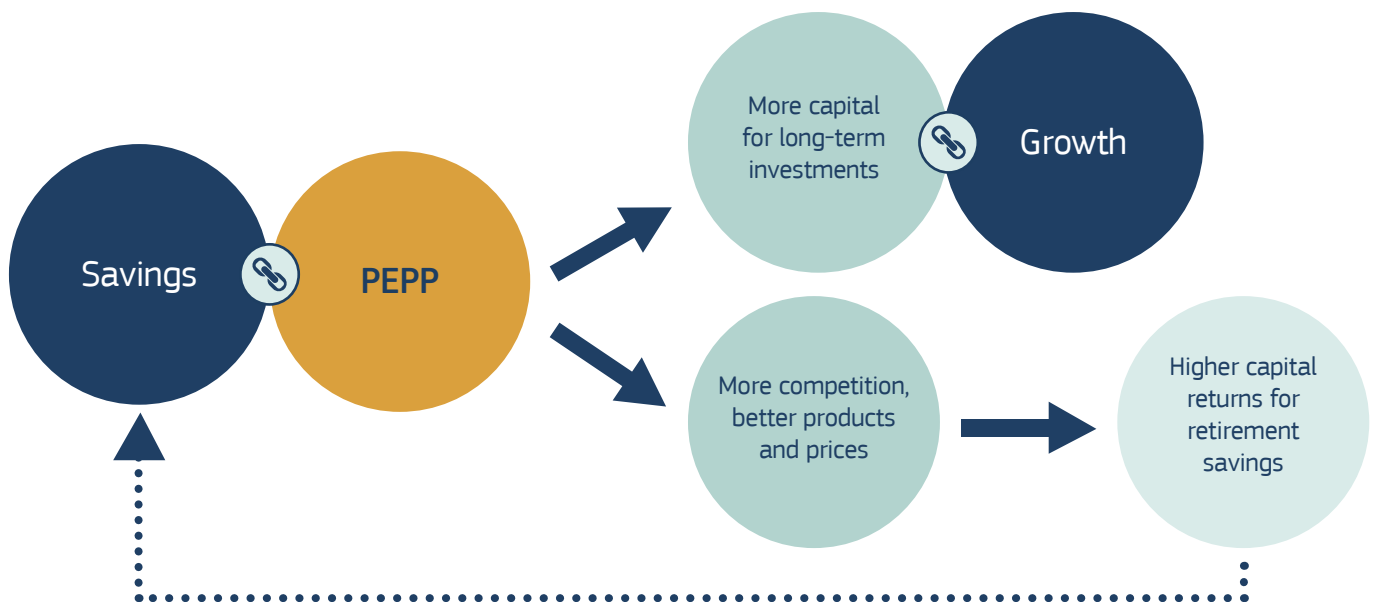 Savings
PEPP
More capital
for long-term
investments
Growth
More competition,
better products
and prices
Higher capital
returns for
retirement
savings